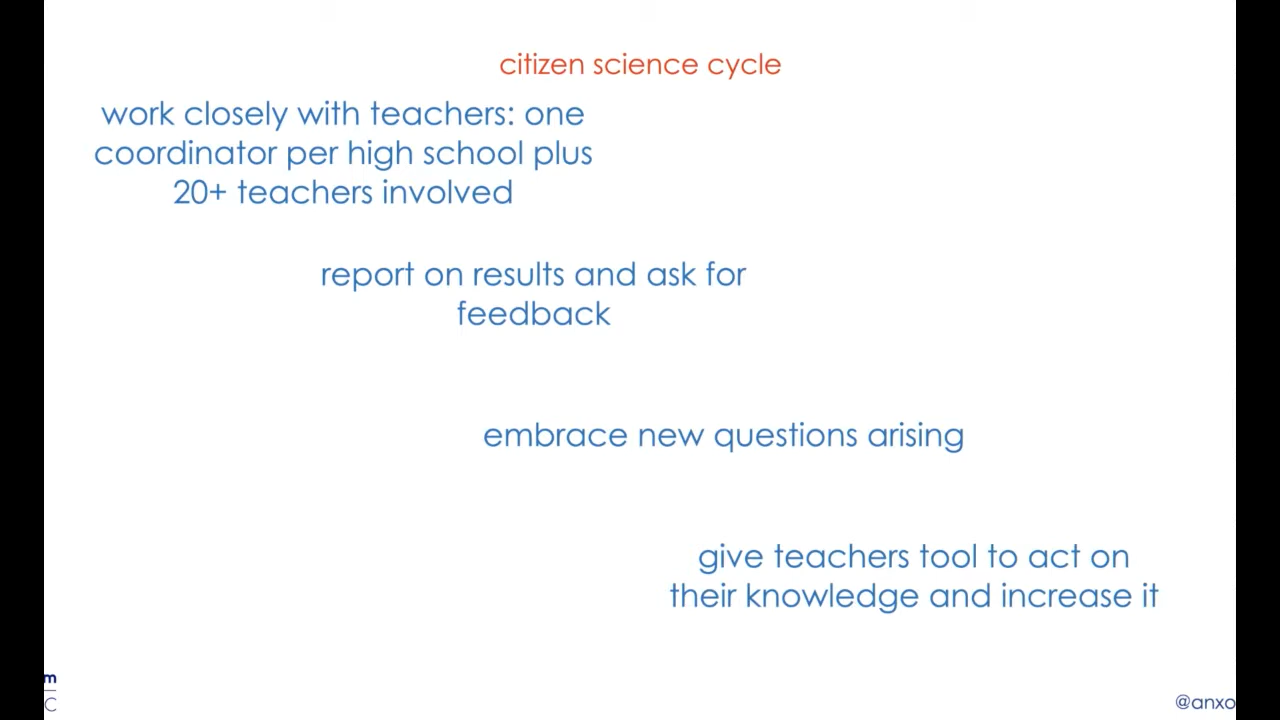 citizen science cycle
work closely with teachers: one
coordinator per high school plus
20+ teachers involved
report on results and ask for
feedback
embrace new questions arising
give teachers tool to act on
their knowledge and increase it
m
C
@anxo